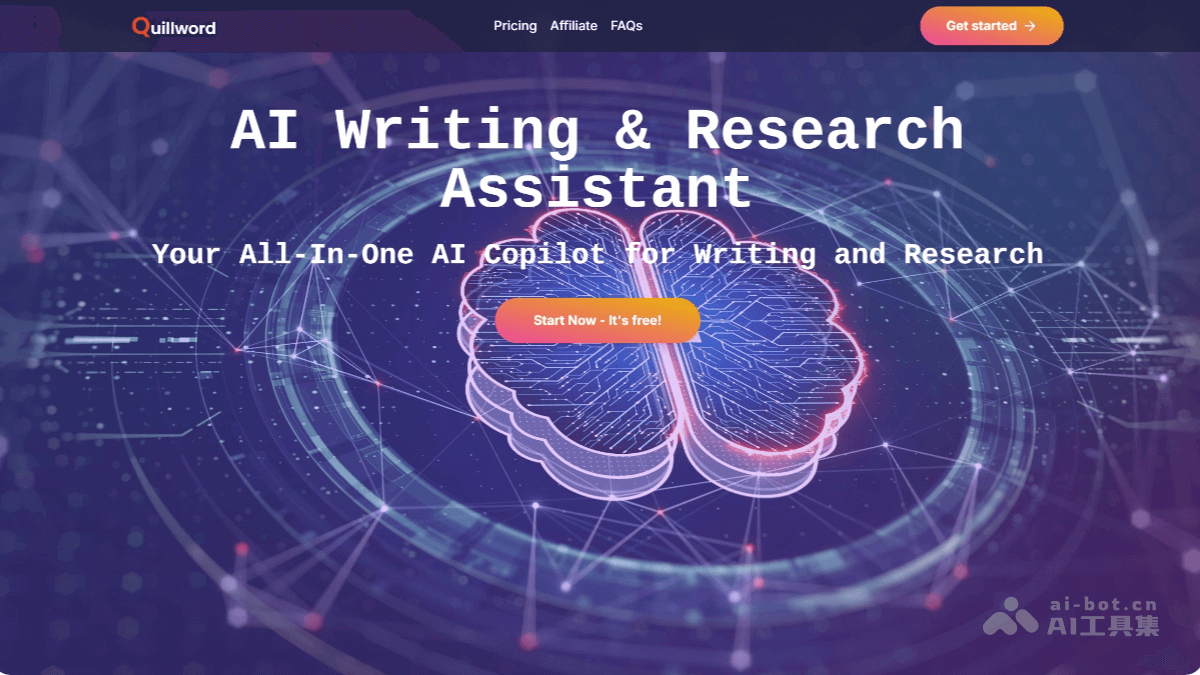 Quillword
Pricing Affiliate FAQs
Get started →
AI Writing & Research
Assistant
Your All-In-One AI Copilot for Writing and Research
Start Now - It's free!
ai-bot.cn
AI工具集